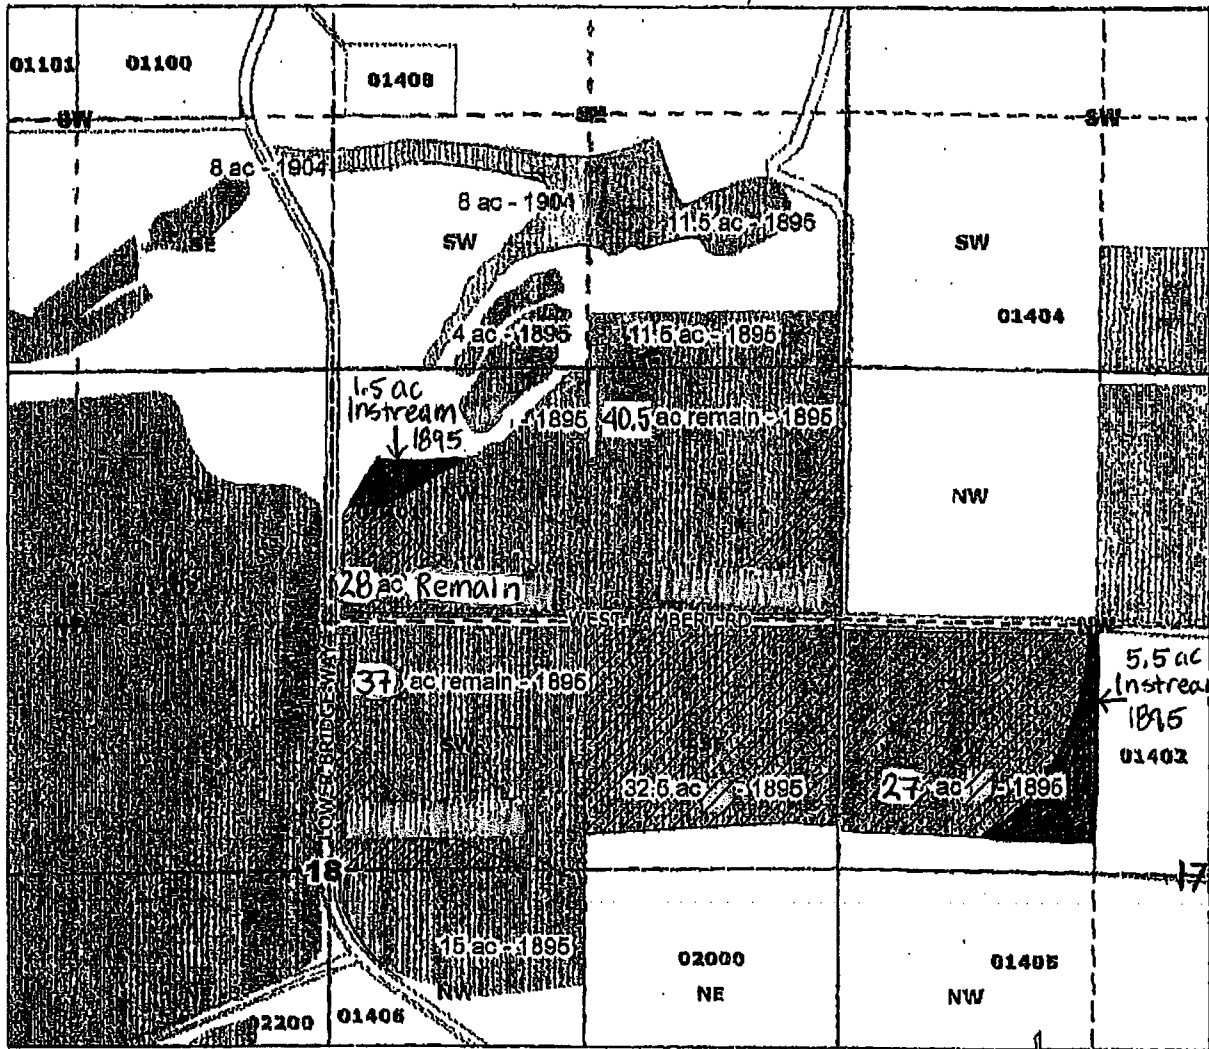 01101
01100
01400
SW
SE
SW
8 ac - 1904
8 ac - 1904
11.5 ac - 1895
SE
SW
SW
01404
4 ac - 1895
11.5 ac - 1895
1.5 ac
Instream
1895
- 1895
40.5 ac remain - 1895
NW
28 ac Remain
WEST LAMBERT RD
37 ac remain - 1895
SW
5.5 ac
Instrea
1895
01402
32.5 ac - 1895
27 ac - 1895
LOWER BRIDGE WAY
18
17
15 ac - 1895
02000
01405
NW
NE
NW
02200
01406